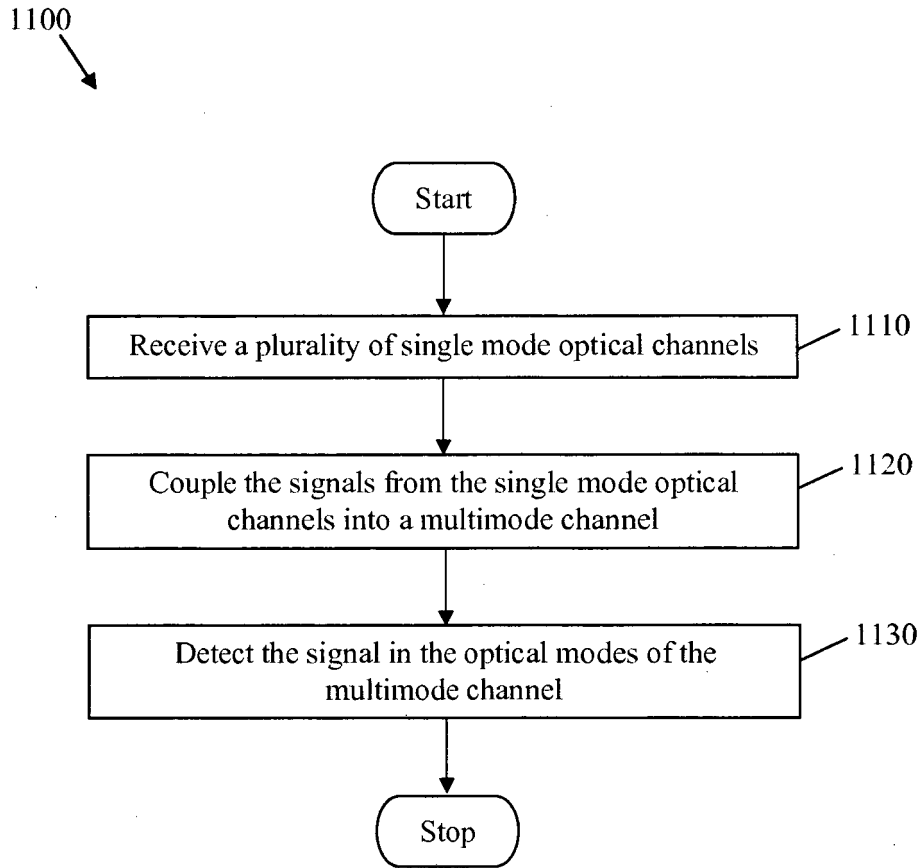 1100
Start
Receive a plurality of single mode optical channels
1110
Couple the signals from the single mode optical
channels into a multimode channel
1120
Detect the signal in the optical modes of the
multimode channel
1130
Stop